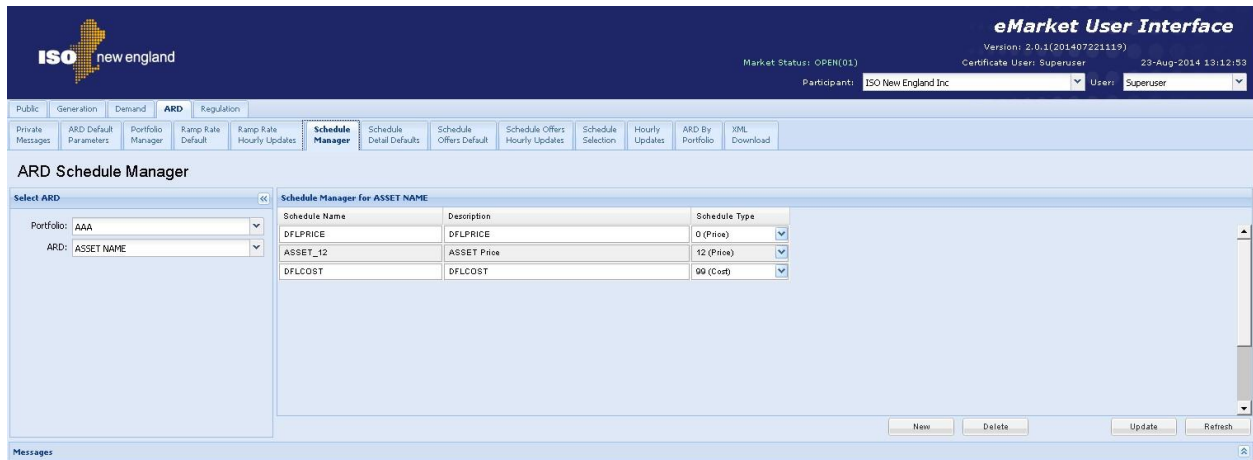 eMarket User Interface
ISO new england
Version: 2.0.1(201407221119)
Market Status: OPEN(01) Certificate User: Superuser 23-Aug-2014 13:12:53
Participant: ISO New England Inc User: Superuser
Public Generation Demand ARD Regulation
Private Messages ARD Default Parameters Portfolio Manager Ramp Rate Default Ramp Rate Hourly Updates Schedule Manager Schedule Detail Defaults Schedule Offers Default Schedule Offers Hourly Updates Schedule Selection Hourly Updates ARD By Portfolio XML Download
ARD Schedule Manager
Select ARD Schedule Manager for ASSET NAME
Portfolio: AAA
ARD: ASSET NAME
Schedule Name Description Schedule Type
DFLPRICE DFLPRICE 0 (Price)
ASSET_12 ASSET Price 12 (Price)
DFLCOST DFLCOST 99 (Cost)
New Delete Update Refresh
Messages